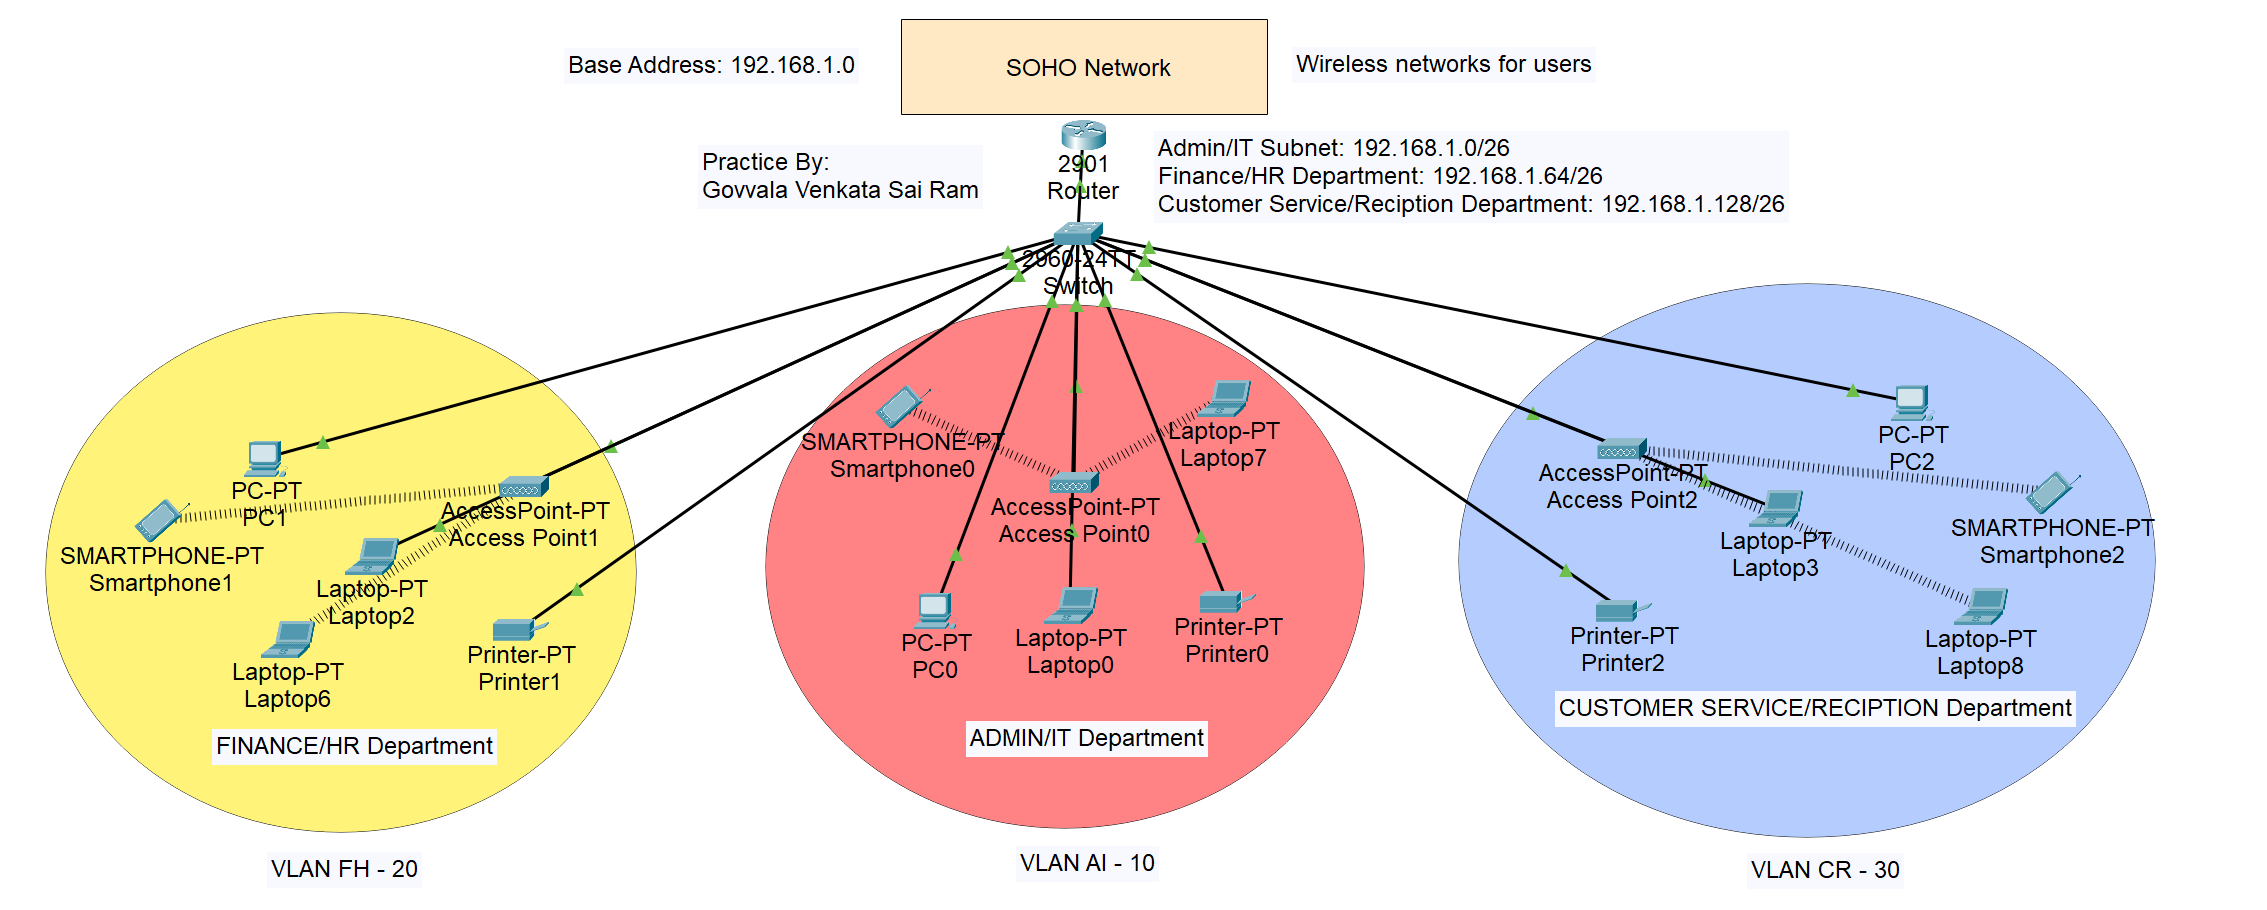 Base Address: 192.168.1.0
SOHO Network
Wireless networks for users
Practice By:
Govvala Venkata Sai Ram
2901
Router
Admin/IT Subnet: 192.168.1.0/26
Finance/HR Department: 192.168.1.64/26
Customer Service/Reciption Department: 192.168.1.128/26
2960-24TT
Switch
PC-PT
PC1
AccessPoint-PT
Access Point1
SMARTPHONE-PT
Smartphone1
Laptop-PT
Laptop2
Laptop-PT
Laptop6
Printer-PT
Printer1
FINANCE/HR Department
VLAN FH - 20
SMARTPHONE-PT
Smartphone0
Laptop-PT
Laptop7
AccessPoint-PT
Access Point0
PC-PT
PC0
Laptop-PT
Laptop0
Printer-PT
Printer0
ADMIN/IT Department
VLAN AI - 10
PC-PT
PC2
AccessPoint-PT
Access Point2
SMARTPHONE-PT
Smartphone2
Laptop-PT
Laptop3
Printer-PT
Printer2
Laptop-PT
Laptop8
CUSTOMER SERVICE/RECIPTION Department
VLAN CR - 30